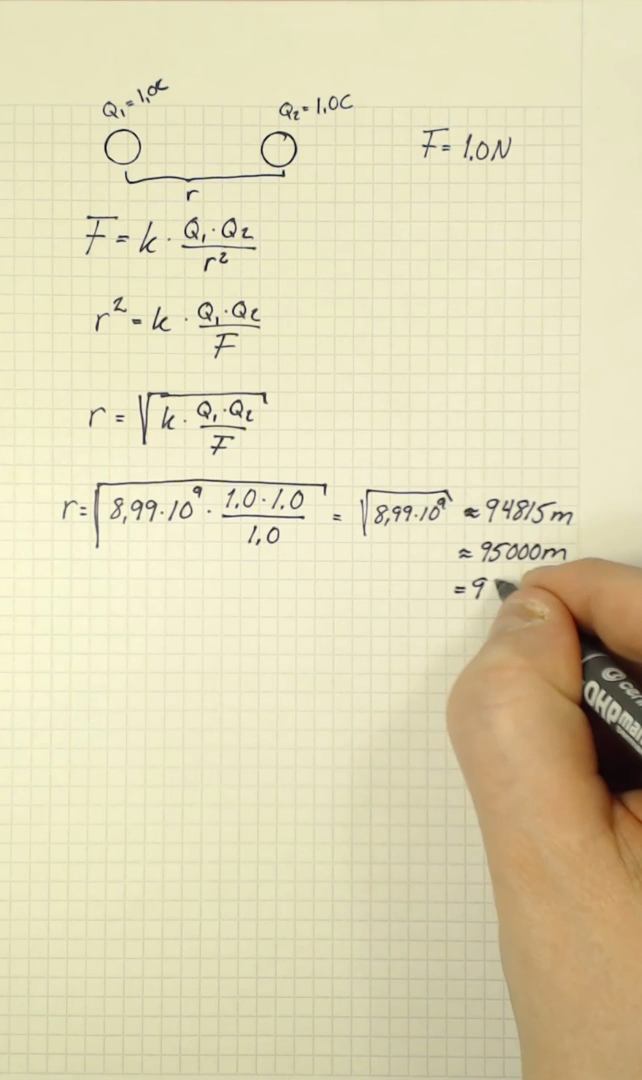 Q₁ = 1,0C
Q₂ = 1,0C
F = 1.0N
r
F = k · Q₁·Q₂ / r²
r² = k · Q₁·Q₂ / F
r = √(k · Q₁·Q₂ / F)
r = √(8,99·10⁹ · 1.0·1.0 / 1,0) = √(8,99·10⁹) ≈ 94815m
≈ 95000m
= 9
OHP